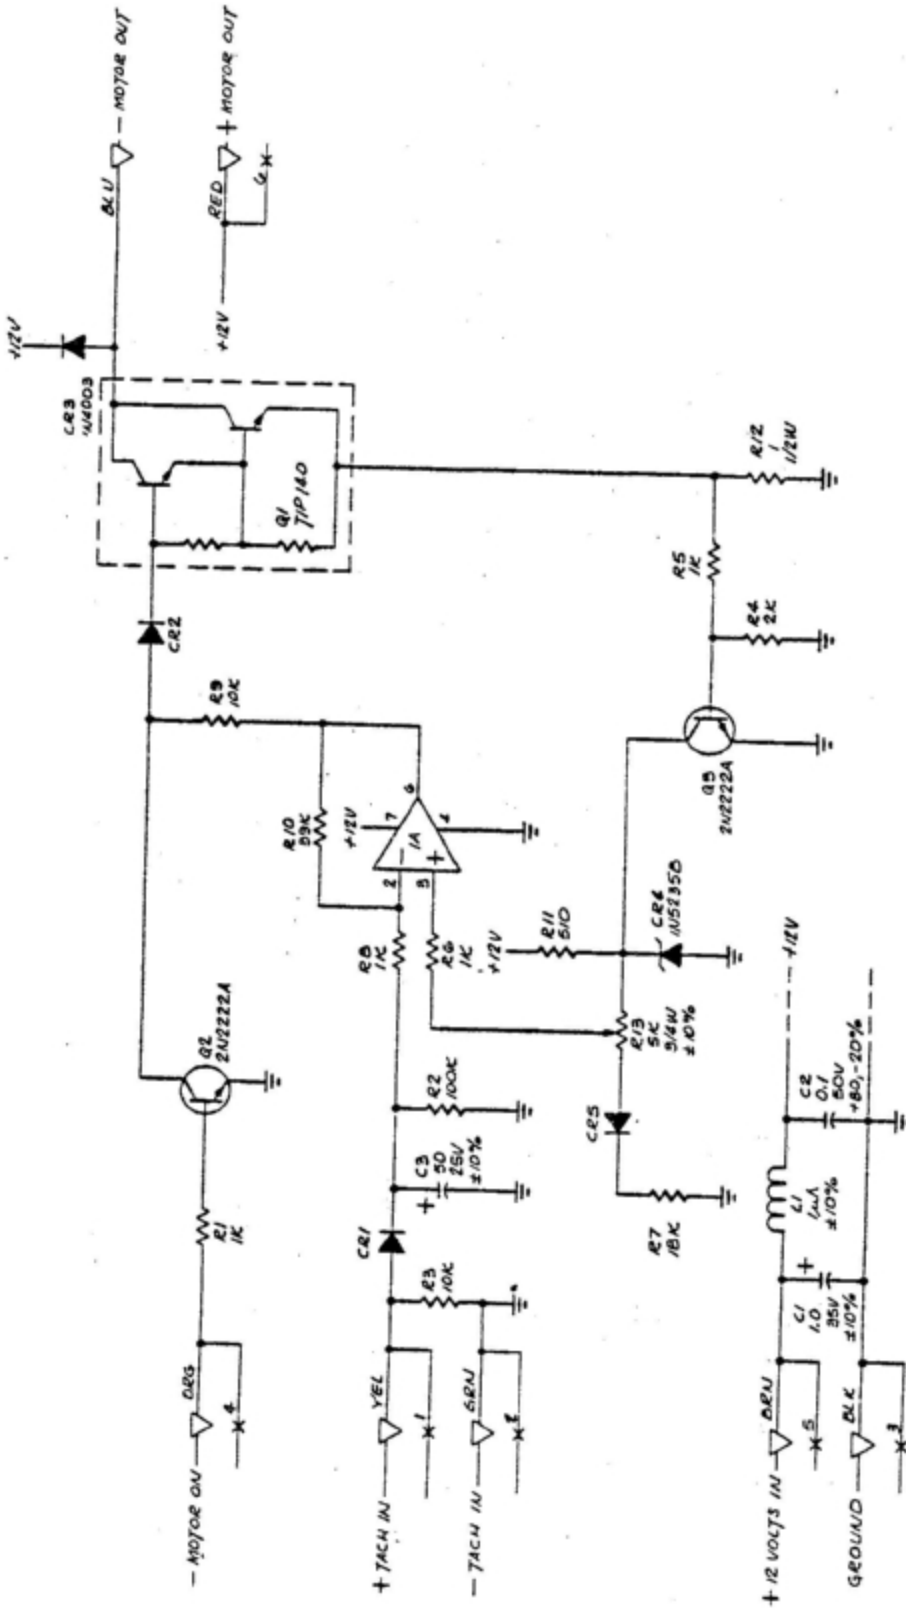 - MOTOR ON
ORG
4
R1
1K
Q2
2N2222A
R9
10K
CR2
CR3
1N4003
+12V
Q1
TIP140
BLU
- MOTOR OUT
+12V
RED
+ MOTOR OUT
6
+ TACH IN
YEL
1
R3
10K
CR1
C3
50
25V
±10%
R2
100K
R8
1K
R10
39K
+12V
7
2
3
1A
6
4
R6
1K
- TACH IN
GRN
2
+12V
R11
510
R13
5K
3/4W
±10%
CR5
R7
18K
CR4
1N5235B
Q3
2N2222A
R5
1K
R4
2K
R12
1
1/2W
+ 12 VOLTS IN
BRN
5
C1
1.0
35V
±10%
L1
±10%
C2
0.1
50V
+80,-20%
+12V
GROUND
BLK
3